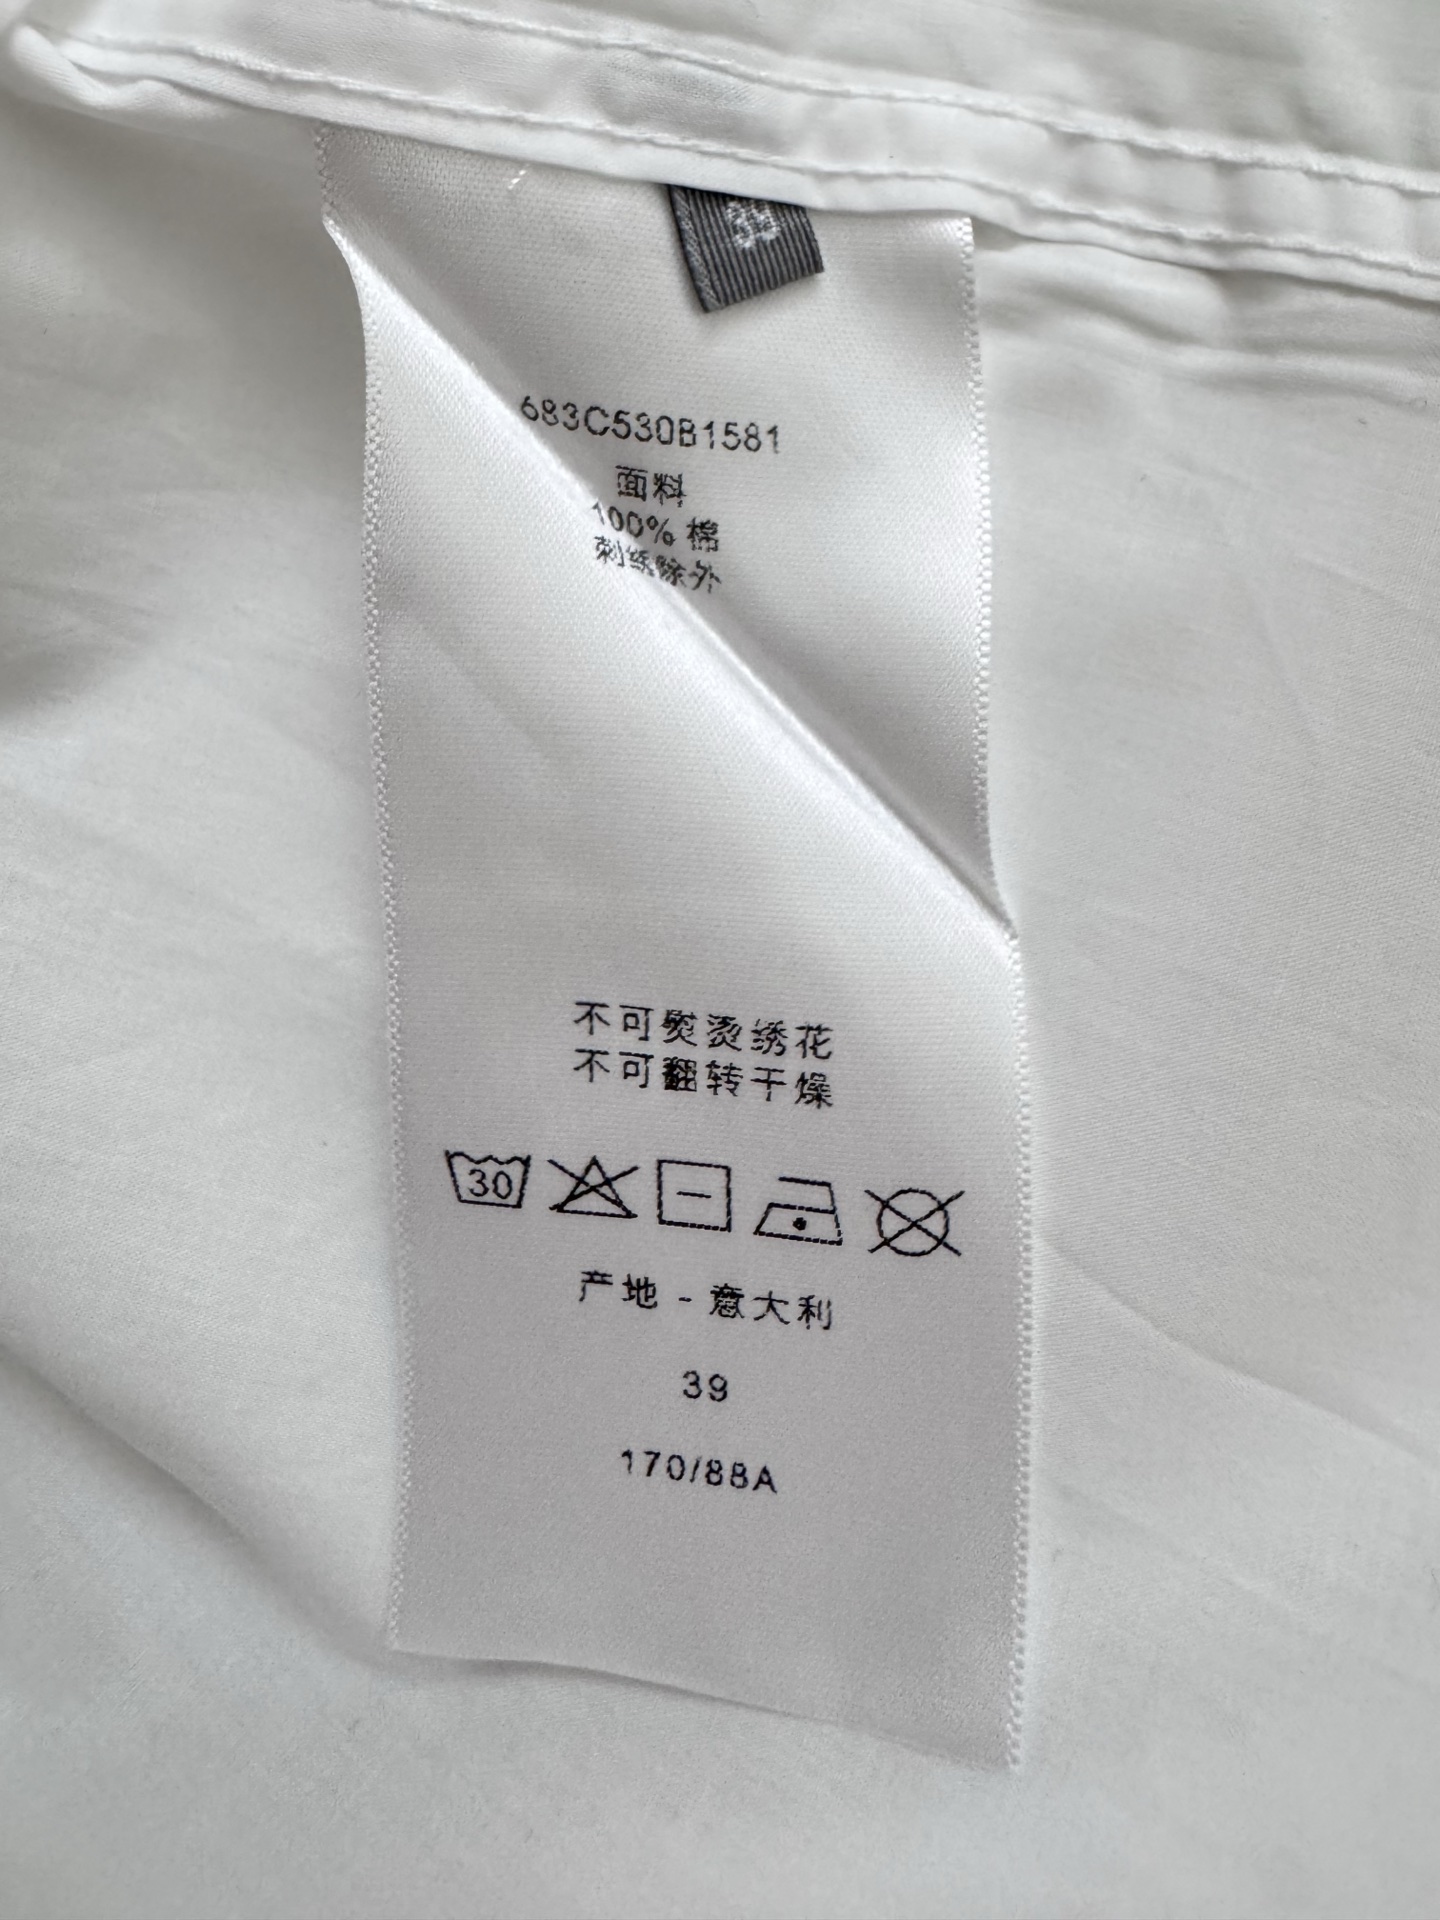 683C530B1581
面料
100% 棉
刺绣除外
不可熨烫绣花
不可翻转干燥
30
产地 - 意大利
39
170/88A